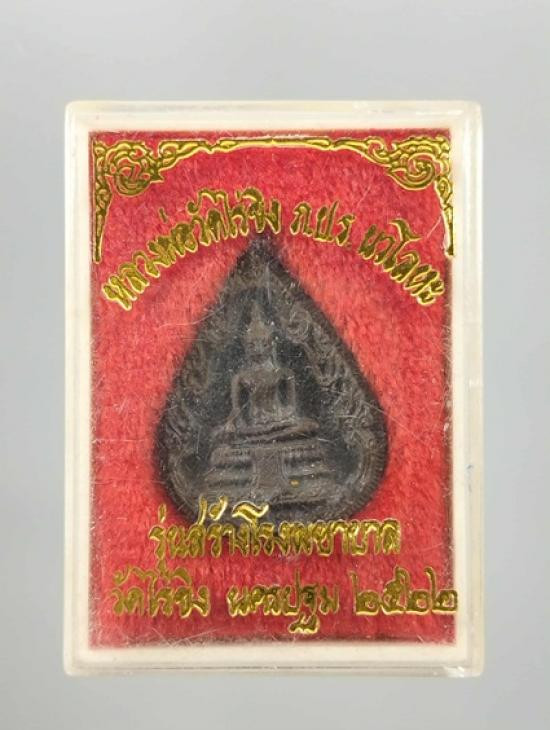 หลวงพ่อวัดไร่ขิง ภ.ป.ร. นวโลหะ
รุ่นสร้างโรงพยาบาล
วัดไร่ขิง นครปฐม ๒๕๒๒